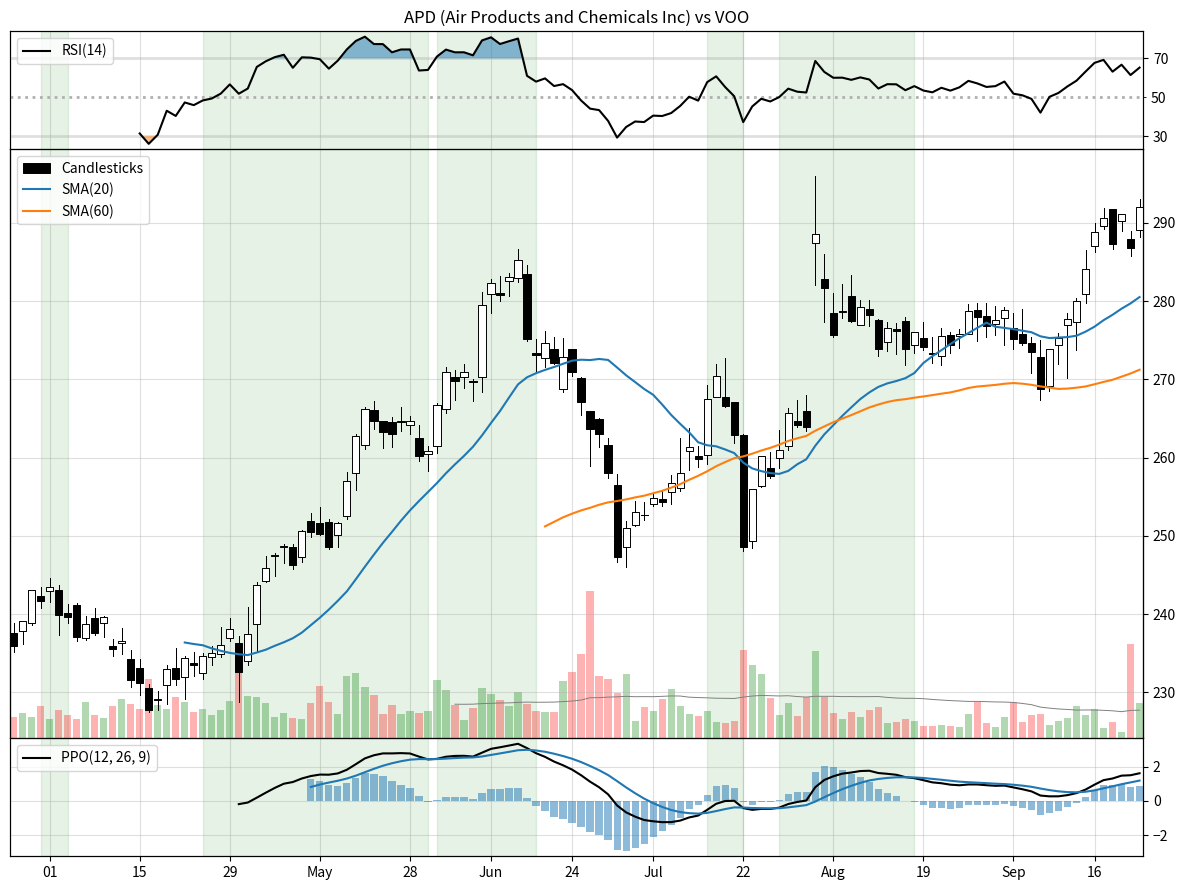 APD (Air Products and Chemicals Inc) vs VOO
RSI(14)
70
50
30
Candlesticks
SMA(20)
SMA(60)
290
280
270
260
250
240
230
PPO(12, 26, 9)
2
0
−2
01 15 29 May 28 Jun 24 Jul 22 Aug 19 Sep 16